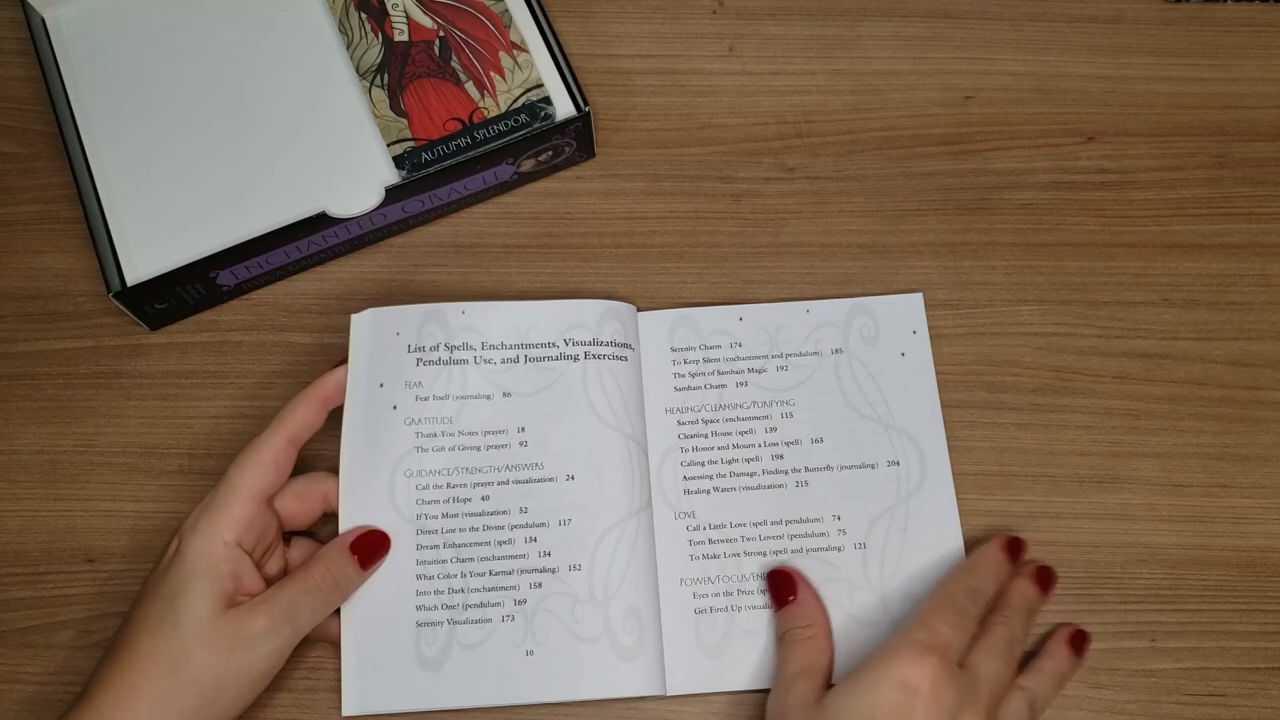 AUTUMN SPLENDOR
ENCHANTED ORACLE
List of Spells, Enchantments, Visualizations,
Pendulum Use, and Journaling Exercises
FEAR
Fear Itself (journaling) 86
GRATITUDE
Thank-You Notes (prayer) 18
The Gift of Giving (prayer) 92
GUIDANCE/STRENGTH/ANSWERS
Call the Raven (prayer and visualization) 24
Charm of Hope 40
If You Must (visualization) 52
Direct Line to the Divine (pendulum) 117
Dream Enhancement (spell) 134
Intuition Charm (enchantment) 134
What Color Is Your Karma? (journaling) 152
Into the Dark (enchantment) 158
Which One? (pendulum) 169
Serenity Visualization 173
10
Serenity Charm 174
To Keep Silent (enchantment and pendulum) 185
The Spirit of Samhain Magic 192
Samhain Charm 193
HEALING/CLEANSING/PURIFYING
Sacred Space (enchantment) 115
Cleaning House (spell) 139
To Honor and Mourn a Loss (spell) 163
Calling the Light (spell) 198
Assessing the Damage, Finding the Butterfly (journaling) 204
Healing Waters (visualization) 215
LOVE
Call a Little Love (spell and pendulum) 74
Torn Between Two Lovers? (pendulum) 75
To Make Love Strong (spell and journaling) 121
POWER/FOCUS/ENE
Eyes on the Prize (sp
Get Fired Up (visuali